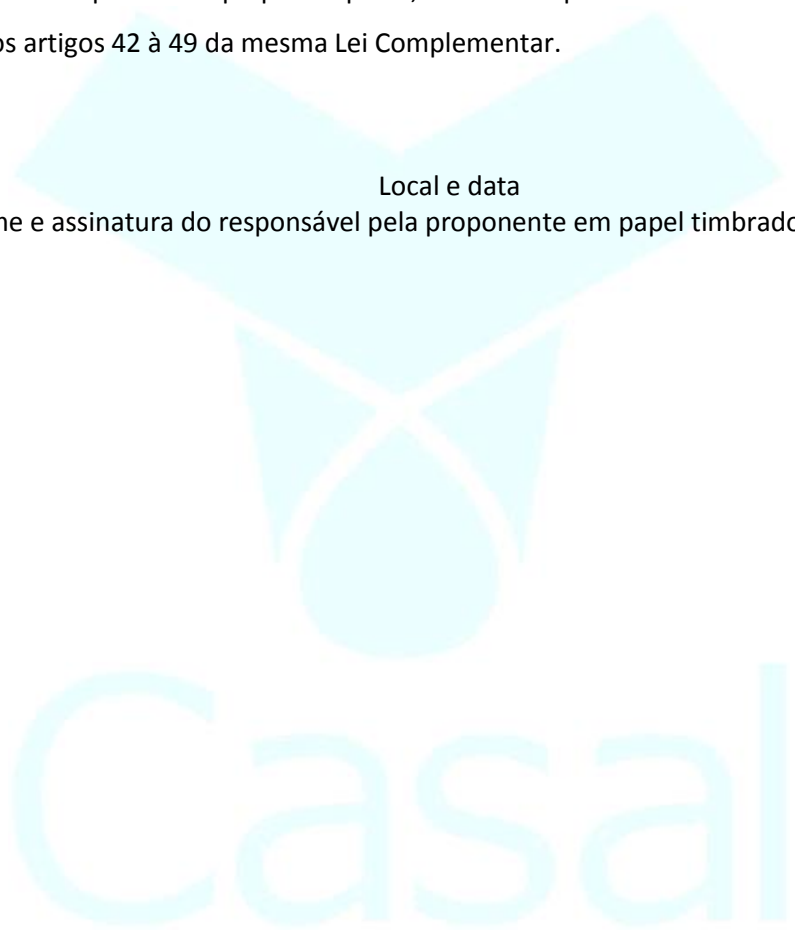 os artigos 42 à 49 da mesma Lei Complementar.
Local e data
e assinatura do responsável pela proponente em papel timbrado
Casal